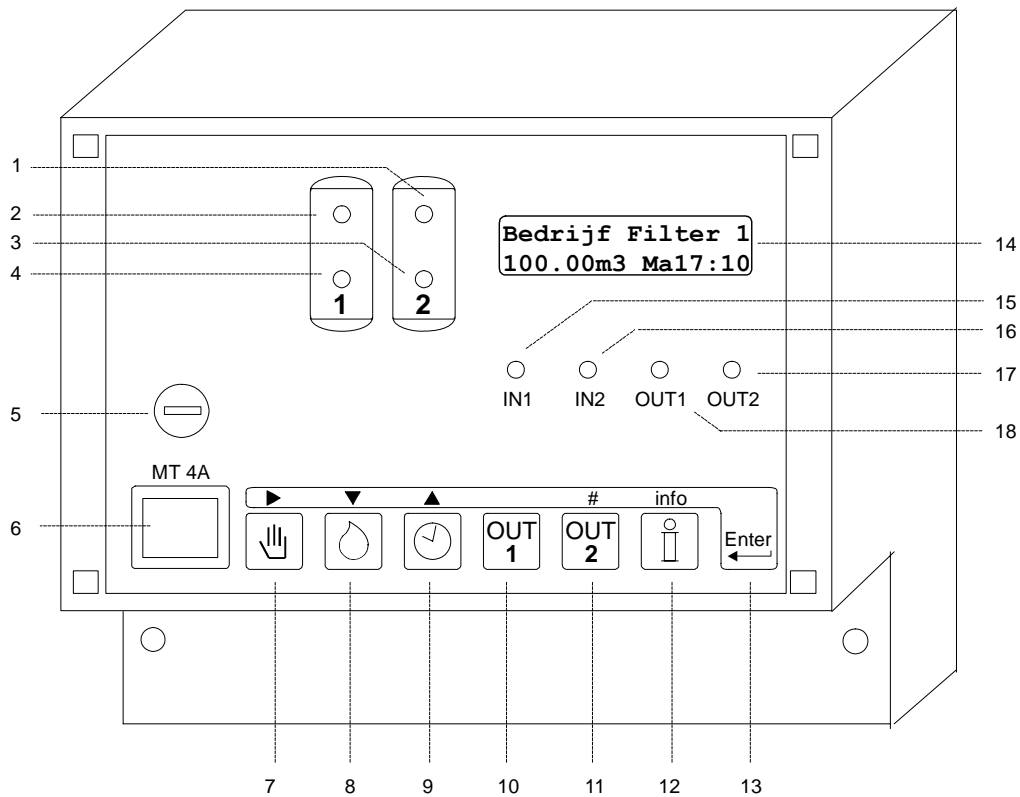 1
2
3
4
1
2
Bedrijf Filter 1
100.00m3 Ma17:10
14
15
16
17
18
IN1 IN2 OUT1 OUT2
5
MT 4A
6
▶ ▼ ▲ # info
OUT 1
OUT 2
Enter
7 8 9 10 11 12 13